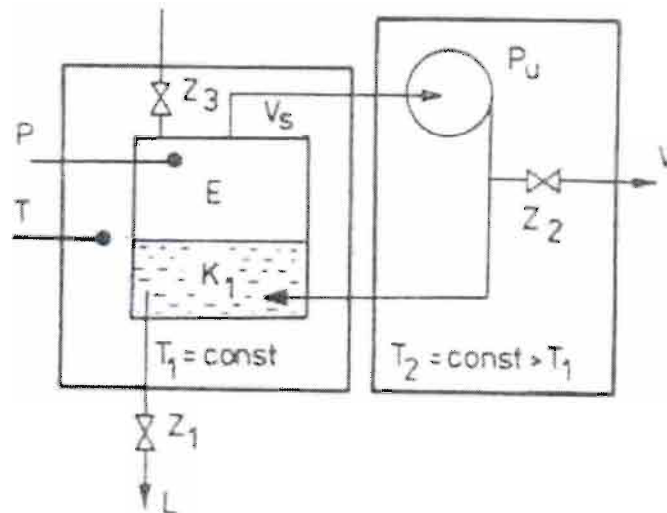 Z3
Pu
P
Vs
V
E
T
Z2
K1
T1 = const
T2 = const > T1
Z1
L